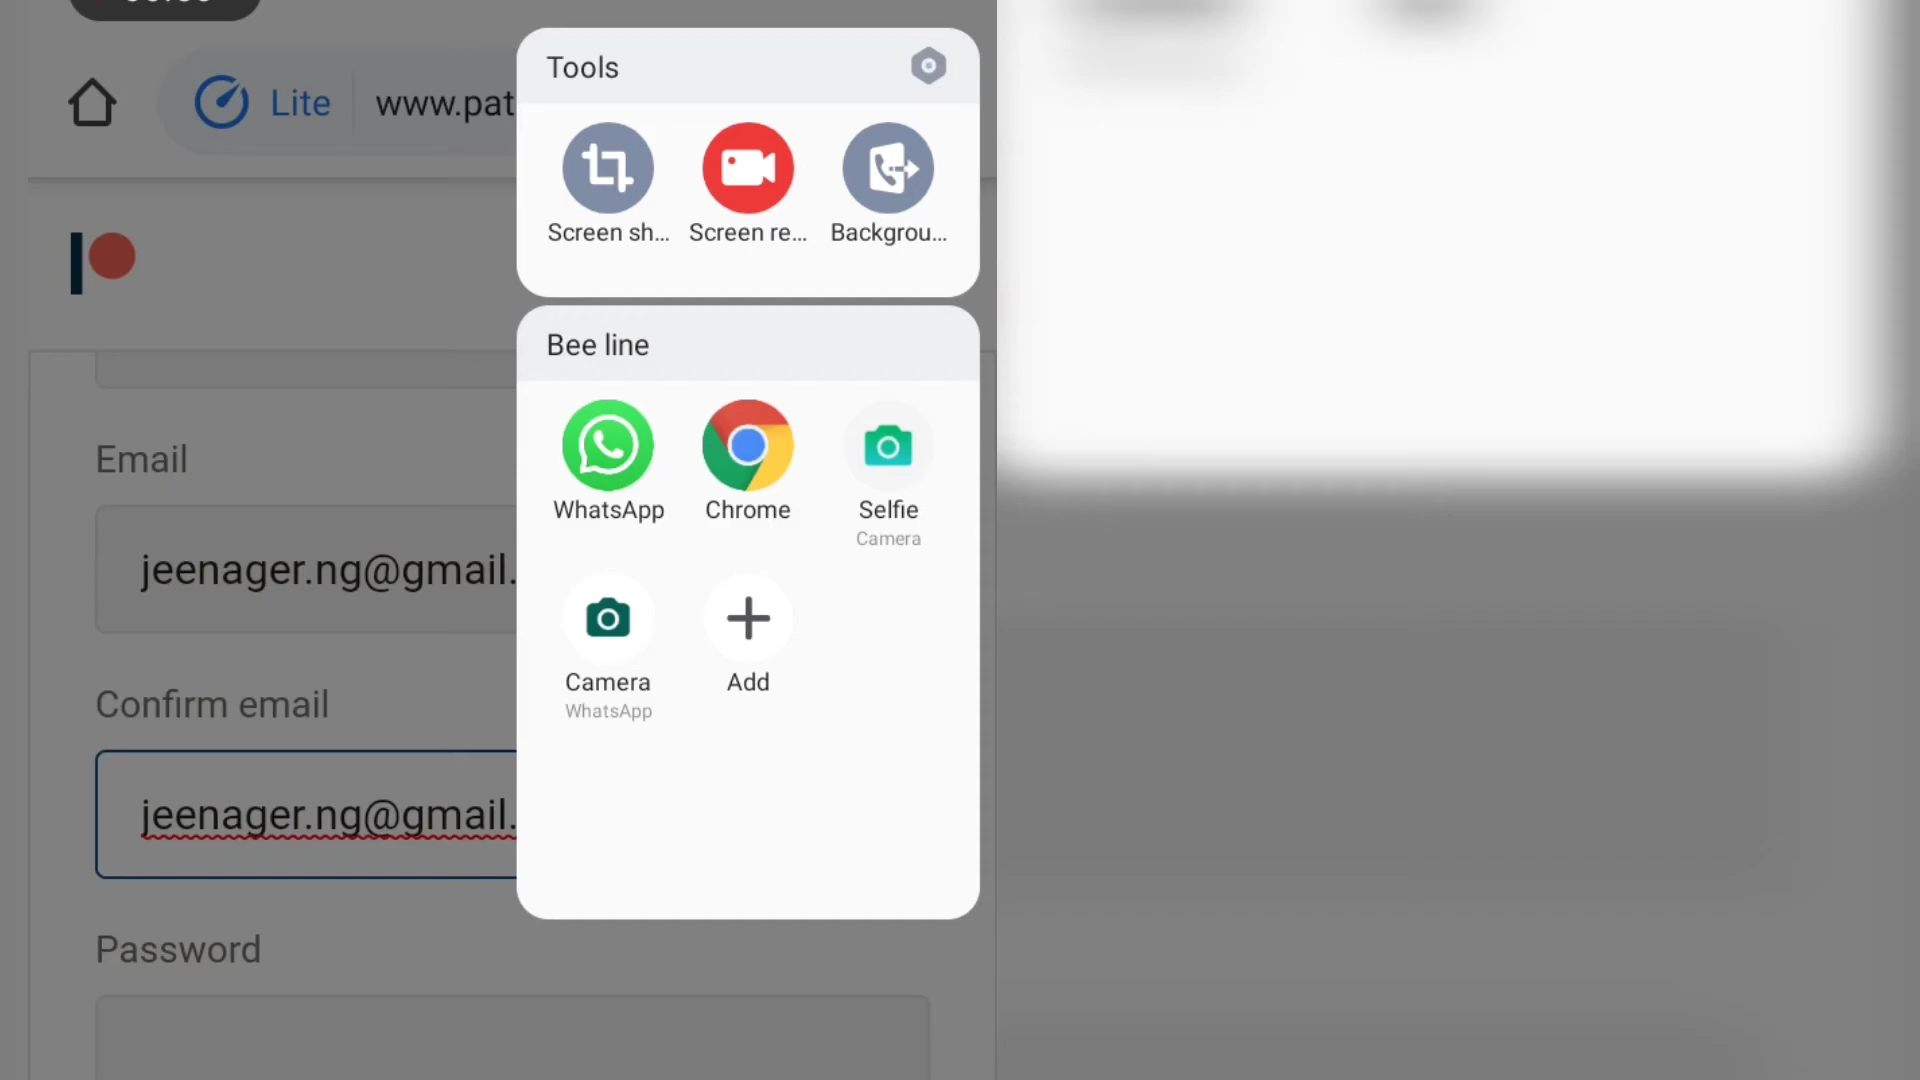 Tools
Lite
www.pat
Screen sh...
Screen re...
Backgrou...
Bee line
Email
WhatsApp
Chrome
Selfie
Camera
jeenager.ng@gmail.
Camera
WhatsApp
Add
Confirm email
jeenager.ng@gmail.
Password